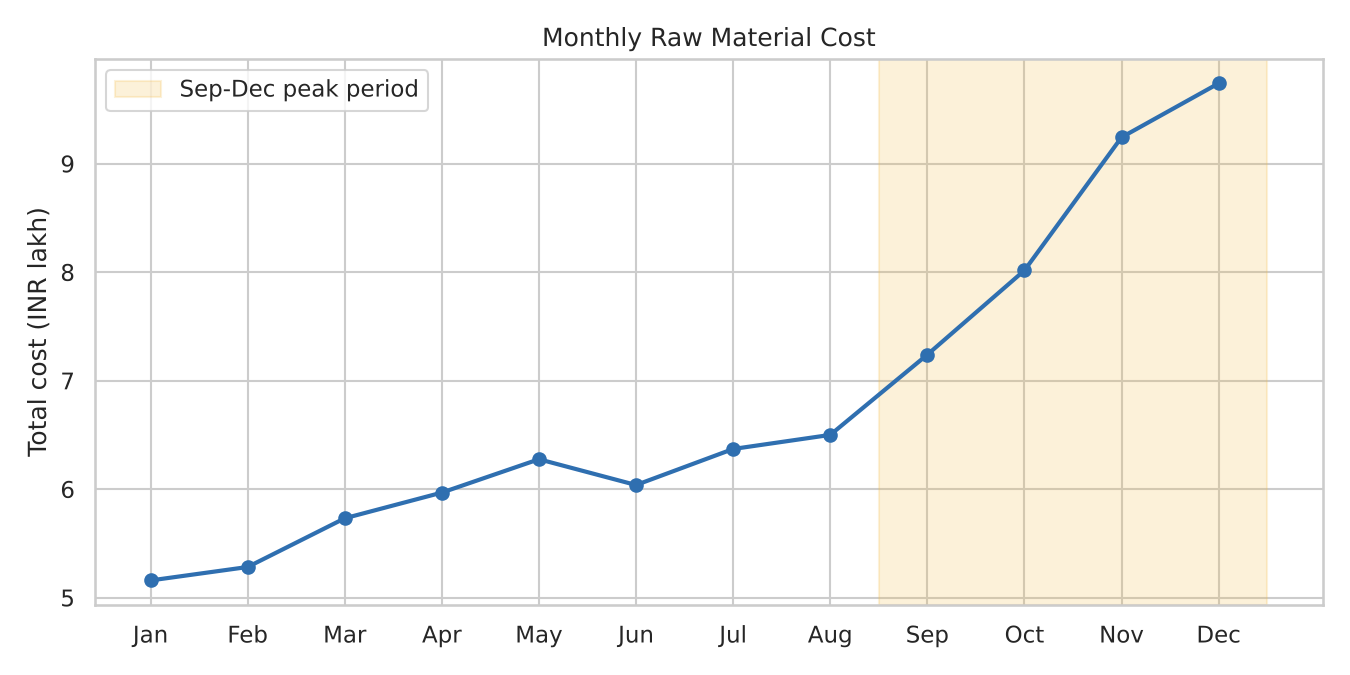 Monthly Raw Material Cost
Sep-Dec peak period
Total cost (INR lakh)
9
8
7
6
5
Jan Feb Mar Apr May Jun Jul Aug Sep Oct Nov Dec